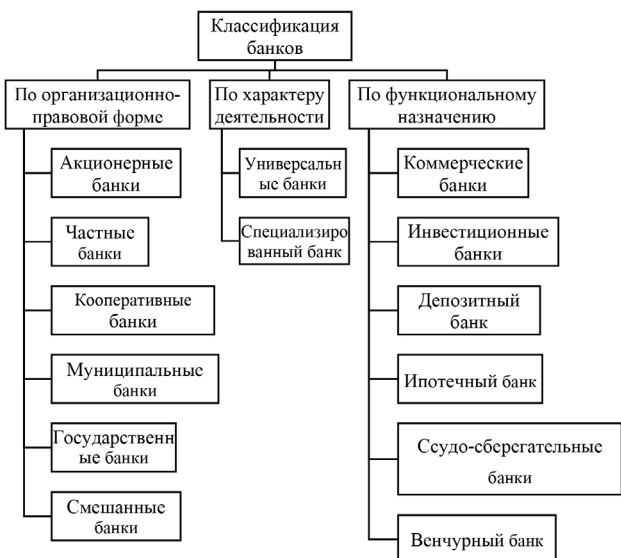 Классификация
банков
По организационно-
правовой форме
Акционерные
банки
Частные
банки
Кооперативные
банки
Муниципальные
банки
Государственн
ые банки
Смешанные
банки
По характеру
деятельности
Универсальн
ые банки
Специализиро
ванный банк
По функциональному
назначению
Коммерческие
банки
Инвестиционные
банки
Депозитный
банк
Ипотечный банк
Ссудо-сберегательные
банки
Венчурный банк